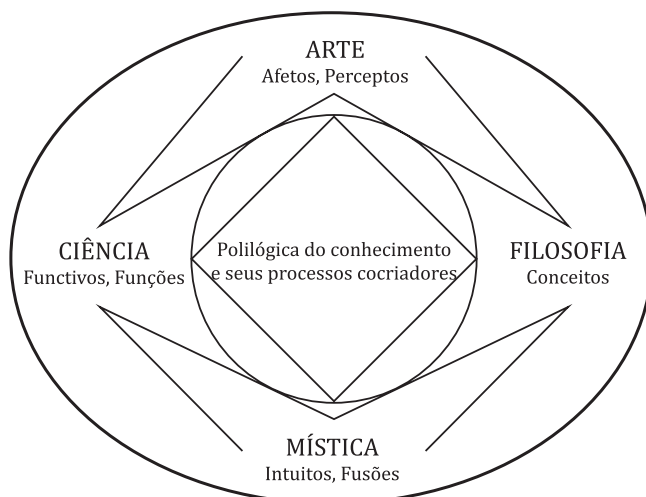 ARTE
Afetos, Perceptos
CIÊNCIA
Functivos, Funções
Polilógica do conhecimento
e seus processos cocriadores
FILOSOFIA
Conceitos
MÍSTICA
Intuitos, Fusões